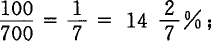 100/700 = 1/7 = 14 2/7 %;